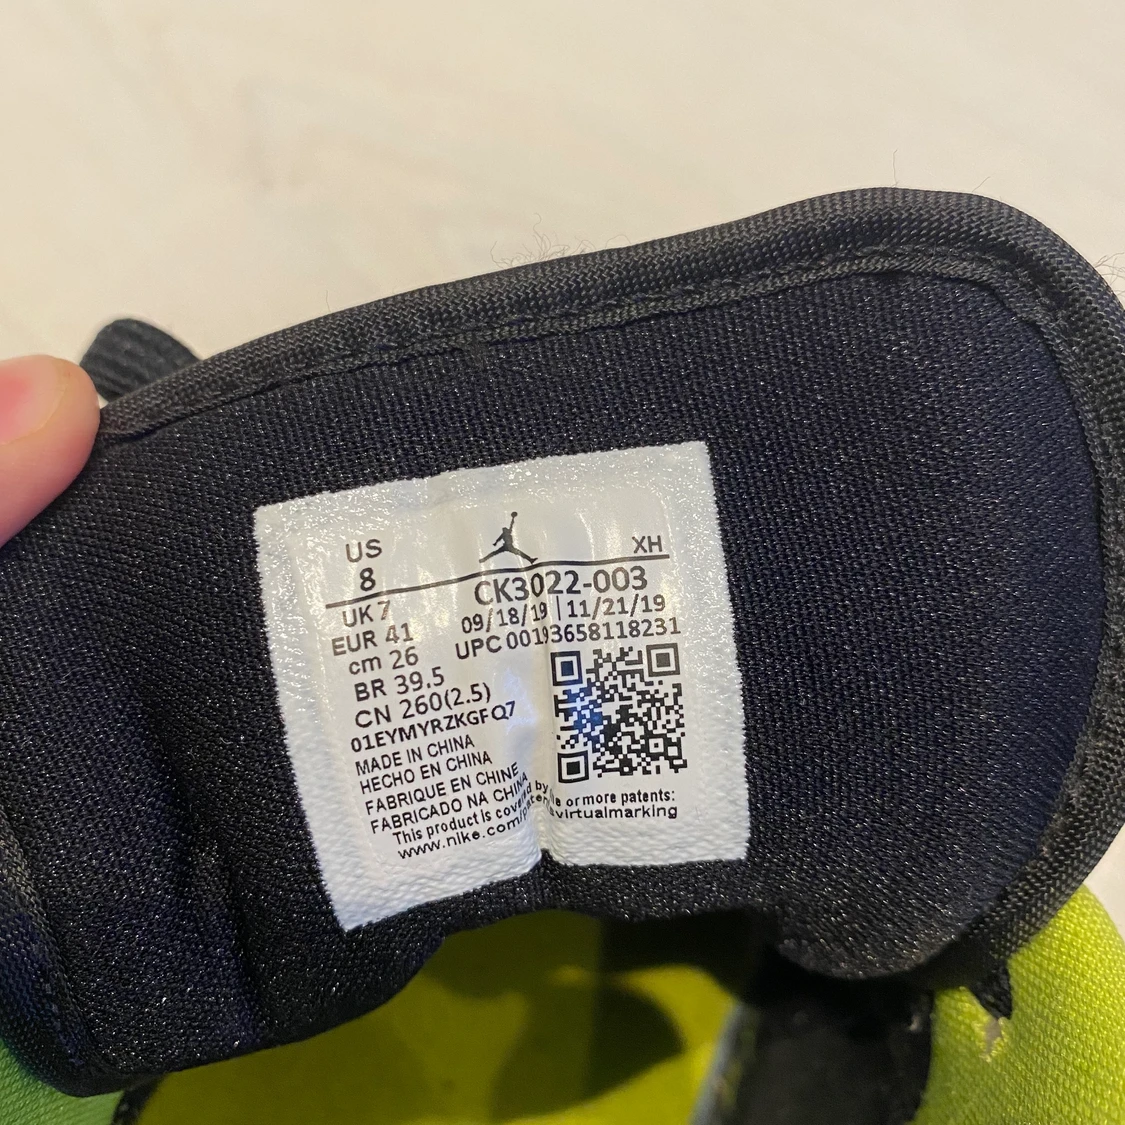 US XH
8 CK3022-003
UK 7 09/18/19 | 11/21/19
EUR 41 UPC 00193658118231
cm 26
BR 39.5
CN 260(2.5)
01EYMYRZKGFQ7
MADE IN CHINA
HECHO EN CHINA
FABRIQUE EN CHINE
FABRICADO NA CHINA
This product is covered by or more patents:
www.nike.com/ virtualmarking